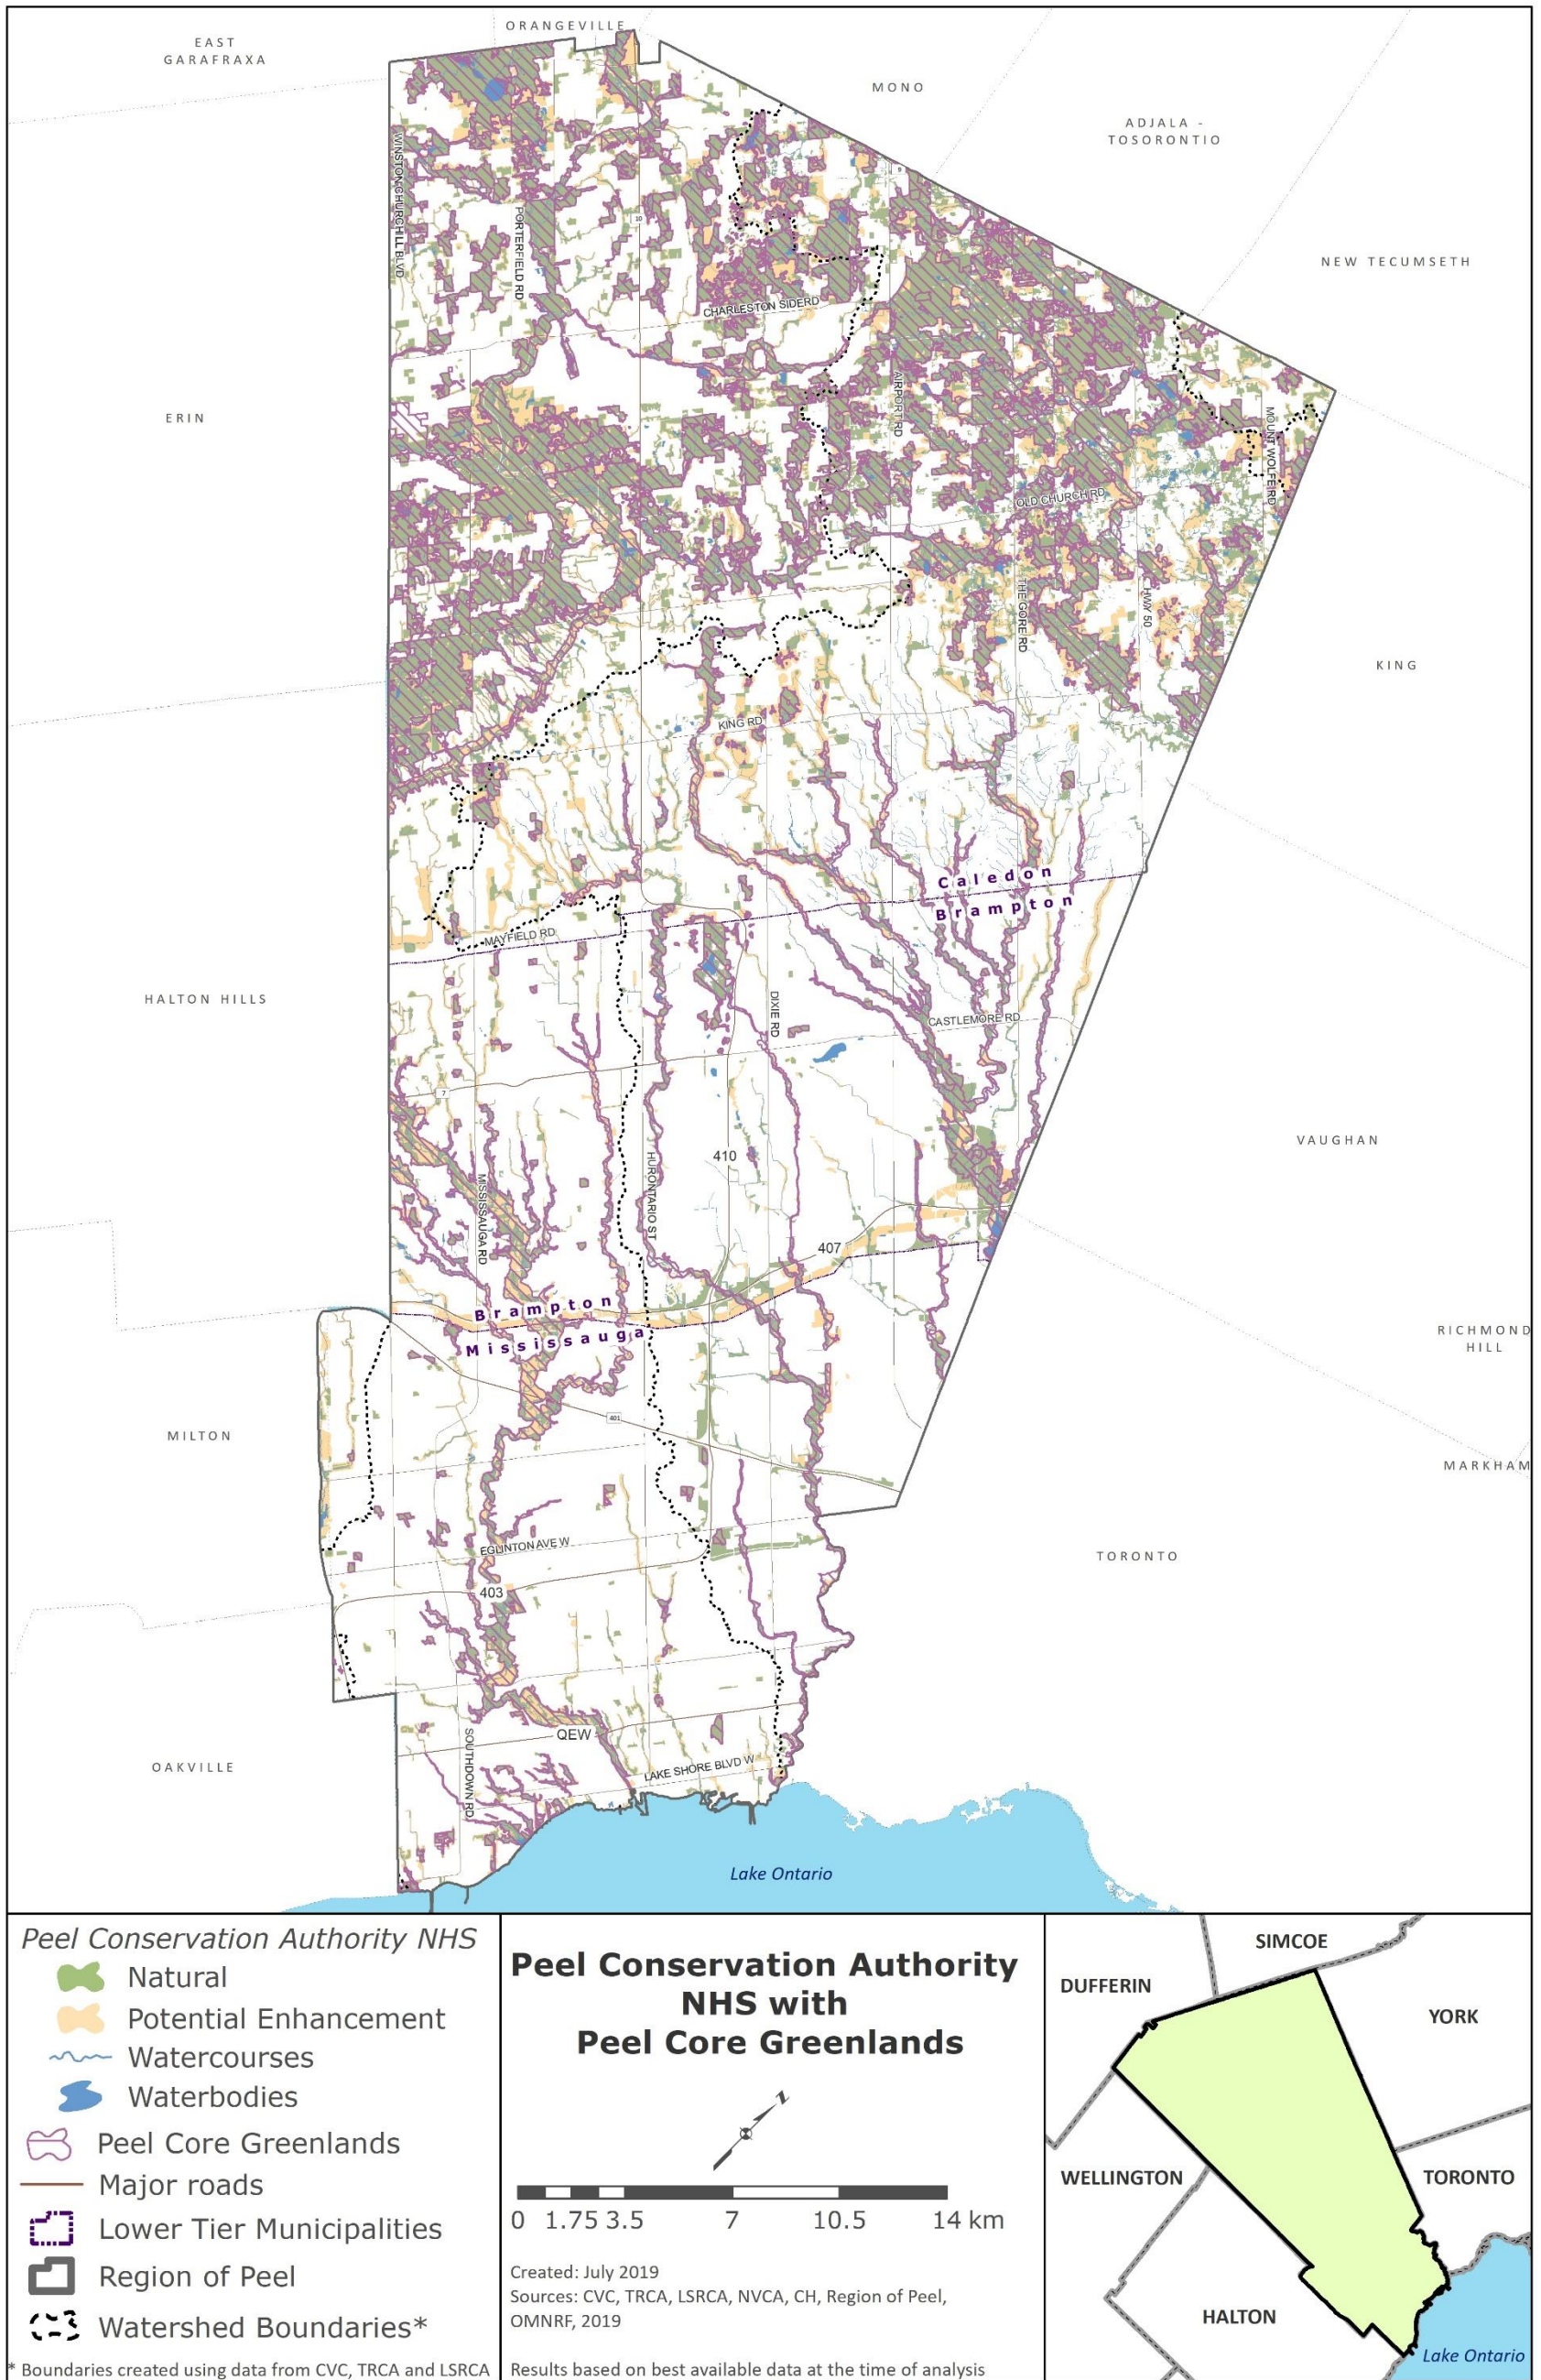 ORANGEVILLE
EAST
GARAFRAXA
MONO
ADJALA -
TOSORONTIO
WINSTON CHURCHILL BLVD
9
PORTERFIELD RD
10
NEW TECUMSETH
CHARLESTON SIDERD
AIRPORT RD
ERIN
MOUNT WOLFE RD
OLD CHURCH RD
THE GORE RD
HWY 50
KING
KING RD
Caledon
Brampton
MAYFIELD RD
HALTON HILLS
DIXIE RD
CASTLEMORE RD
7
VAUGHAN
410
HURONTARIO ST
MISSISSAUGA RD
407
Brampton
Mississauga
RICHMOND
HILL
401
MILTON
MARKHAM
EGLINTON AVE W
TORONTO
403
QEW
SOUTHDOWN RD
LAKE SHORE BLVD W
OAKVILLE
Lake Ontario
Peel Conservation Authority NHS
Natural
Potential Enhancement
Watercourses
Waterbodies
Peel Core Greenlands
Major roads
Lower Tier Municipalities
Region of Peel
Watershed Boundaries*
* Boundaries created using data from CVC, TRCA and LSRCA
Peel Conservation Authority
NHS with
Peel Core Greenlands
N
0 1.75 3.5 7 10.5 14 km
Created: July 2019
Sources: CVC, TRCA, LSRCA, NVCA, CH, Region of Peel,
OMNRF, 2019
Results based on best available data at the time of analysis
SIMCOE
DUFFERIN
YORK
WELLINGTON
TORONTO
HALTON
Lake Ontario